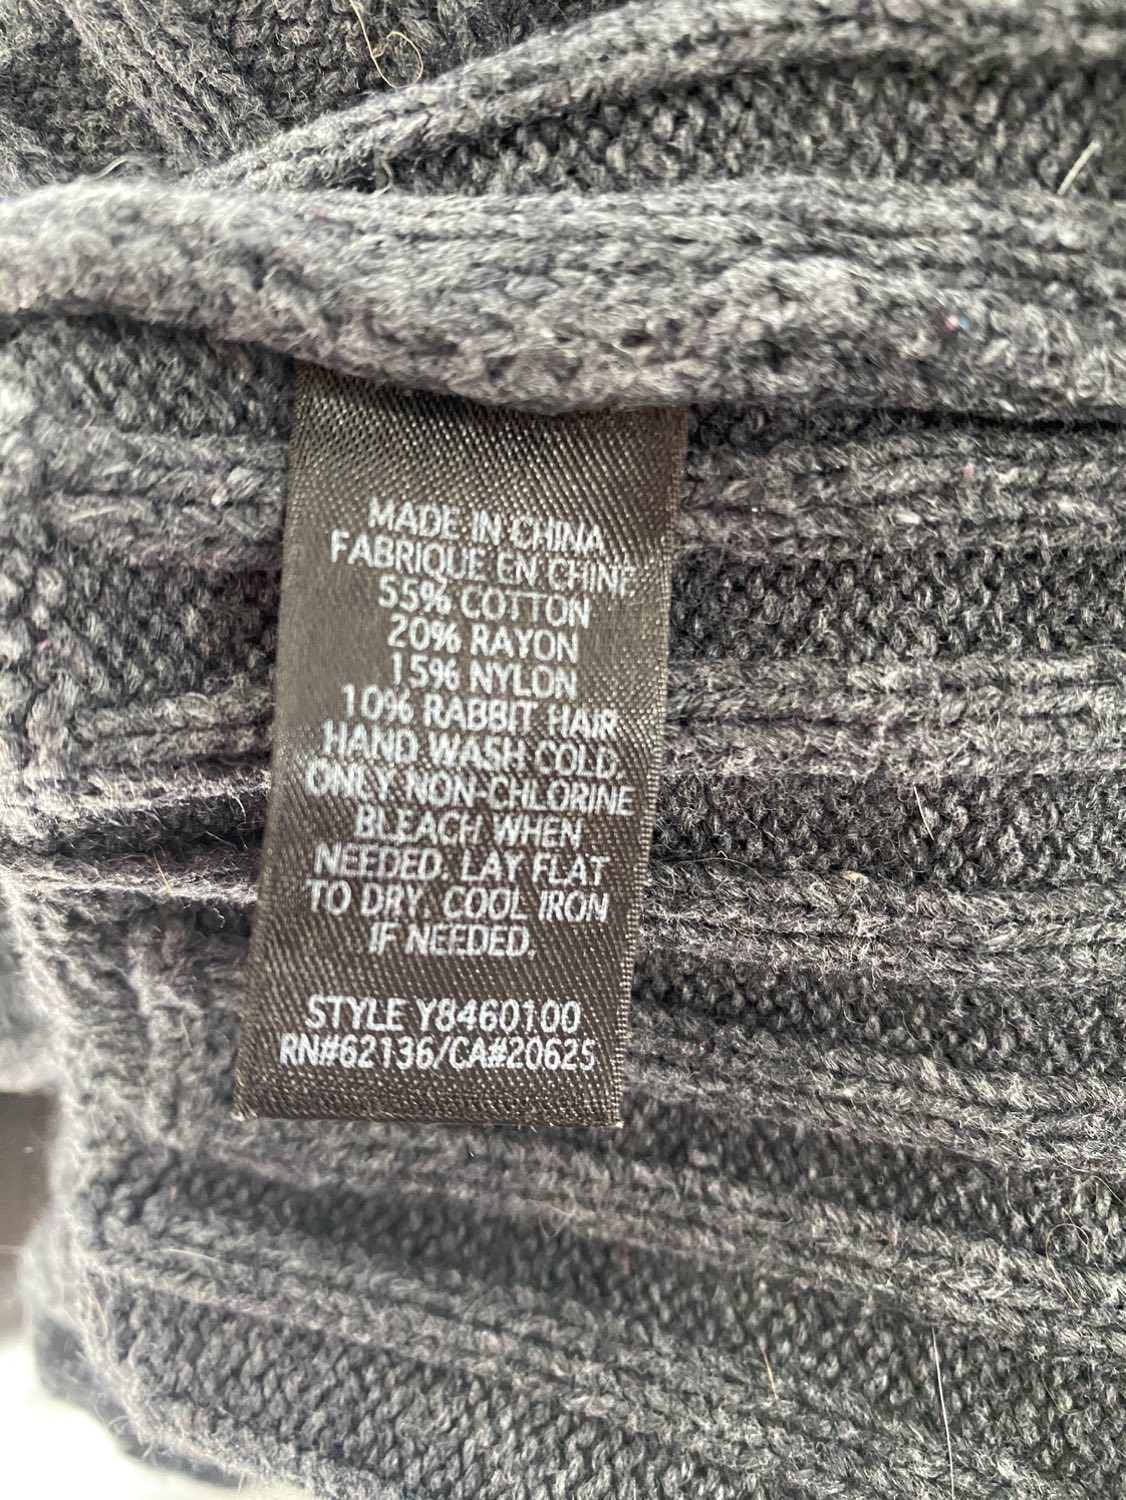 MADE IN CHINA
FABRIQUE EN CHINE
55% COTTON
20% RAYON
15% NYLON
10% RABBIT HAIR
HAND WASH COLD.
ONLY NON-CHLORINE
BLEACH WHEN
NEEDED. LAY FLAT
TO DRY. COOL IRON
IF NEEDED.
STYLE Y8460100
RN#62136/CA#20625